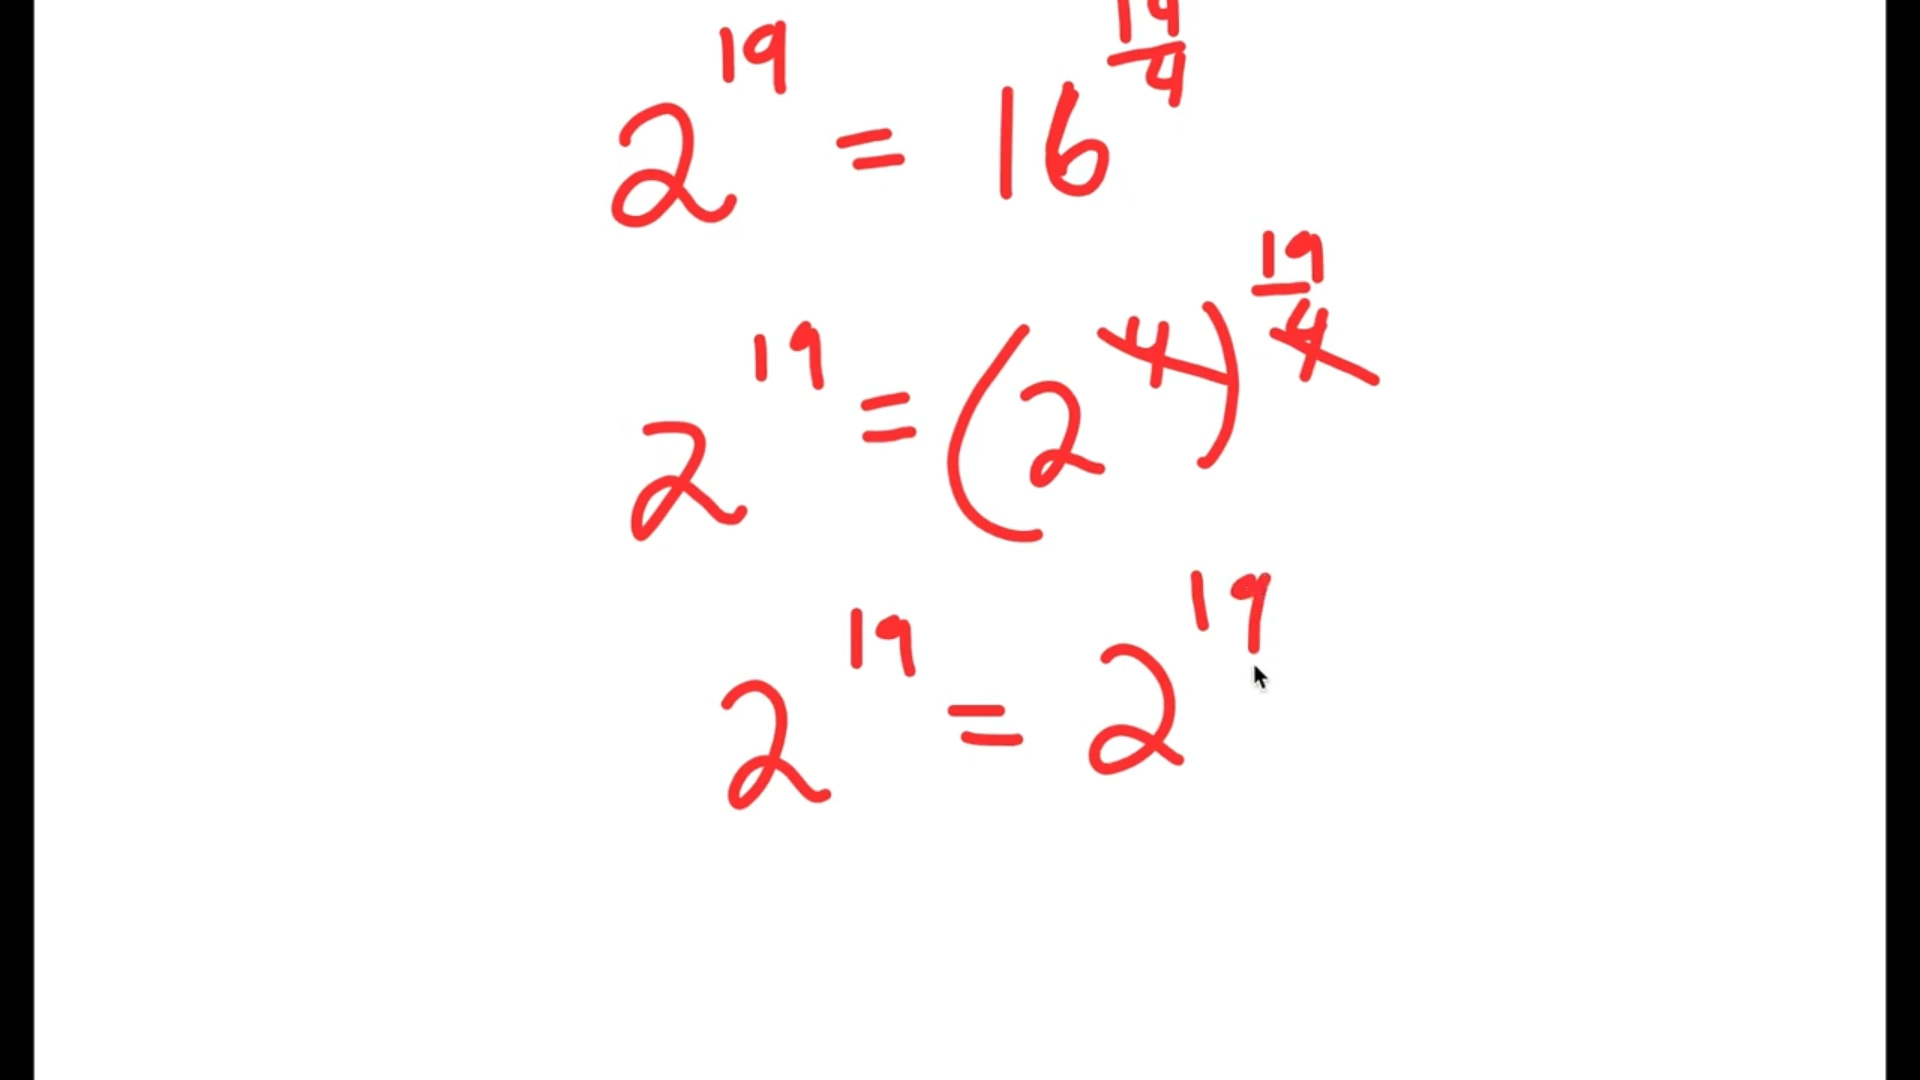 2^19 = 16^(19/4)
2^19 = (2^4)^(19/4)
2^19 = 2^19